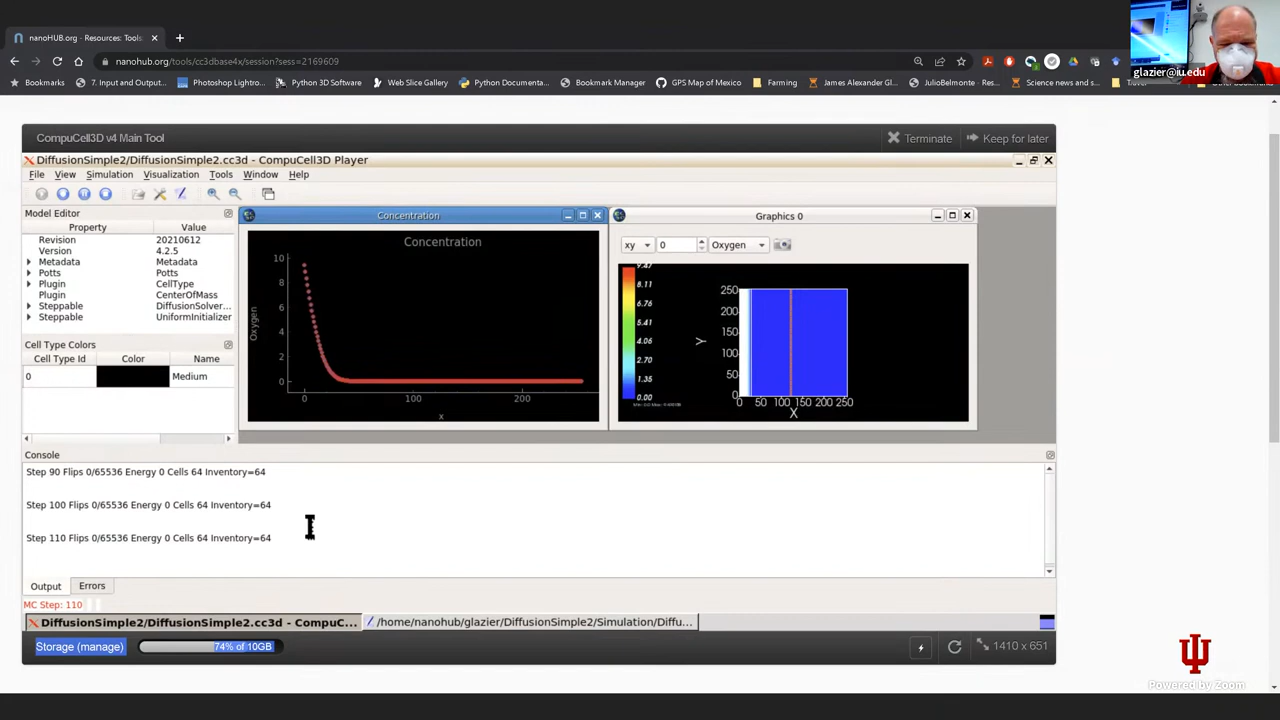 nanoHUB.org - Resources: Tools:
glazier@iu.edu
nanohub.org/tools/cc3dbase4x/session?sess=2169609
Bookmarks
7. Input and Output...
Photoshop Lightro...
Python 3D Software
Web Slice Gallery
Python Documenta...
Bookmark Manager
GPS Map of Mexico
Farming
James Alexander Gl...
JulioBelmonte - Res...
Science news and s...
CompuCell3D v4 Main Tool
Terminate
Keep for later
DiffusionSimple2/DiffusionSimple2.cc3d - CompuCell3D Player
File View Simulation Visualization Tools Window Help
Model Editor
Property Value
Revision 20210612
Version 4.2.5
Metadata Metadata
Potts Potts
Plugin CellType
Plugin CenterOfMass
Steppable DiffusionSolver...
Steppable UniformInitializer
Cell Type Colors
Cell Type Id Color Name
0 Medium
Concentration
Concentration
10
8
6
4
2
0
Oxygen
0 100 200
x
Graphics 0
xy 0 Oxygen
9.47
8.11
6.76
5.41
4.06
2.70
1.35
0.00
250
200
150
100
50
0
Y
0 50 100 150 200 250
X
Console
Step 90 Flips 0/65536 Energy 0 Cells 64 Inventory=64
Step 100 Flips 0/65536 Energy 0 Cells 64 Inventory=64
Step 110 Flips 0/65536 Energy 0 Cells 64 Inventory=64
Output Errors
MC Step: 110
DiffusionSimple2/DiffusionSimple2.cc3d - CompuC...
/home/nanohub/glazier/DiffusionSimple2/Simulation/Diffu...
Storage (manage)
74% of 10GB
1410 x 651
Powered by Zoom